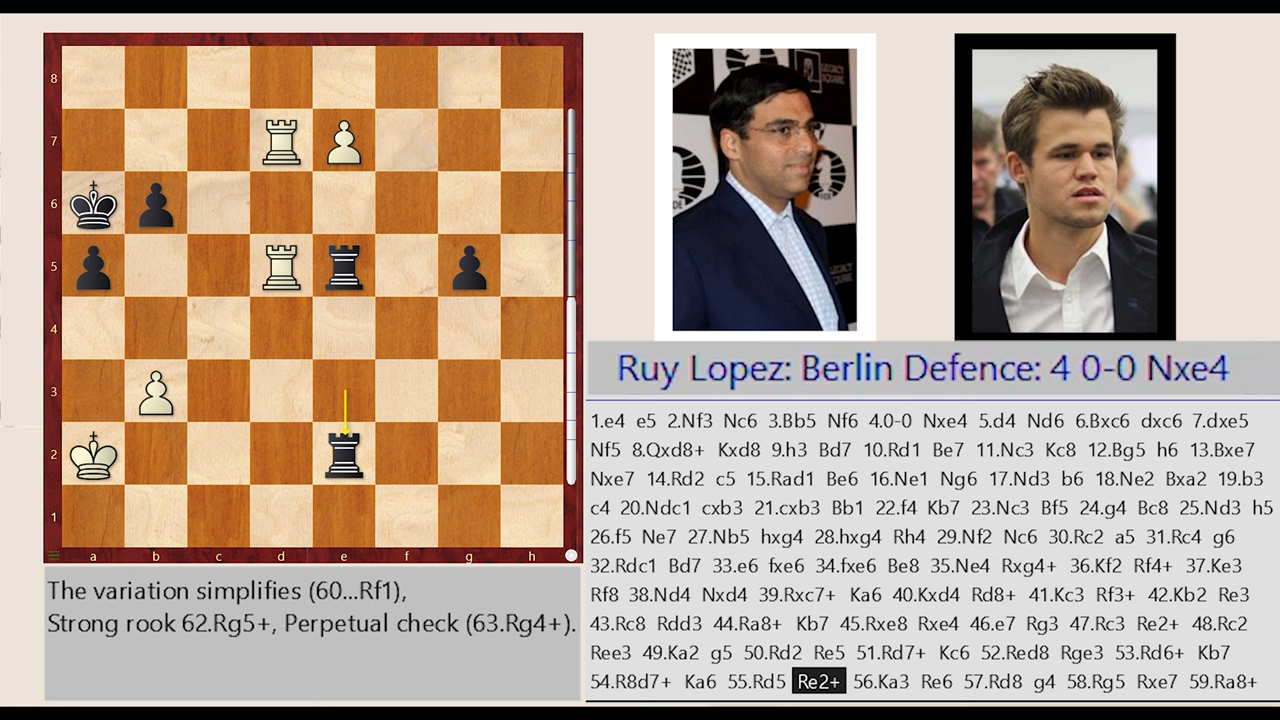 8
7
6
5
4
3
2
1
a b c d e f g h
The variation simplifies (60...Rf1),
Strong rook 62.Rg5+, Perpetual check (63.Rg4+).
Ruy Lopez: Berlin Defence: 4 0-0 Nxe4
1.e4 e5 2.Nf3 Nc6 3.Bb5 Nf6 4.0-0 Nxe4 5.d4 Nd6 6.Bxc6 dxc6 7.dxe5
Nf5 8.Qxd8+ Kxd8 9.h3 Bd7 10.Rd1 Be7 11.Nc3 Kc8 12.Bg5 h6 13.Bxe7
Nxe7 14.Rd2 c5 15.Rad1 Be6 16.Ne1 Ng6 17.Nd3 b6 18.Ne2 Bxa2 19.b3
c4 20.Ndc1 cxb3 21.cxb3 Bb1 22.f4 Kb7 23.Nc3 Bf5 24.g4 Bc8 25.Nd3 h5
26.f5 Ne7 27.Nb5 hxg4 28.hxg4 Rh4 29.Nf2 Nc6 30.Rc2 a5 31.Rc4 g6
32.Rdc1 Bd7 33.e6 fxe6 34.fxe6 Be8 35.Ne4 Rxg4+ 36.Kf2 Rf4+ 37.Ke3
Rf8 38.Nd4 Nxd4 39.Rxc7+ Ka6 40.Kxd4 Rd8+ 41.Kc3 Rf3+ 42.Kb2 Re3
43.Rc8 Rdd3 44.Ra8+ Kb7 45.Rxe8 Rxe4 46.e7 Rg3 47.Rc3 Re2+ 48.Rc2
Ree3 49.Ka2 g5 50.Rd2 Re5 51.Rd7+ Kc6 52.Red8 Rge3 53.Rd6+ Kb7
54.R8d7+ Ka6 55.Rd5 Re2+ 56.Ka3 Re6 57.Rd8 g4 58.Rg5 Rxe7 59.Ra8+